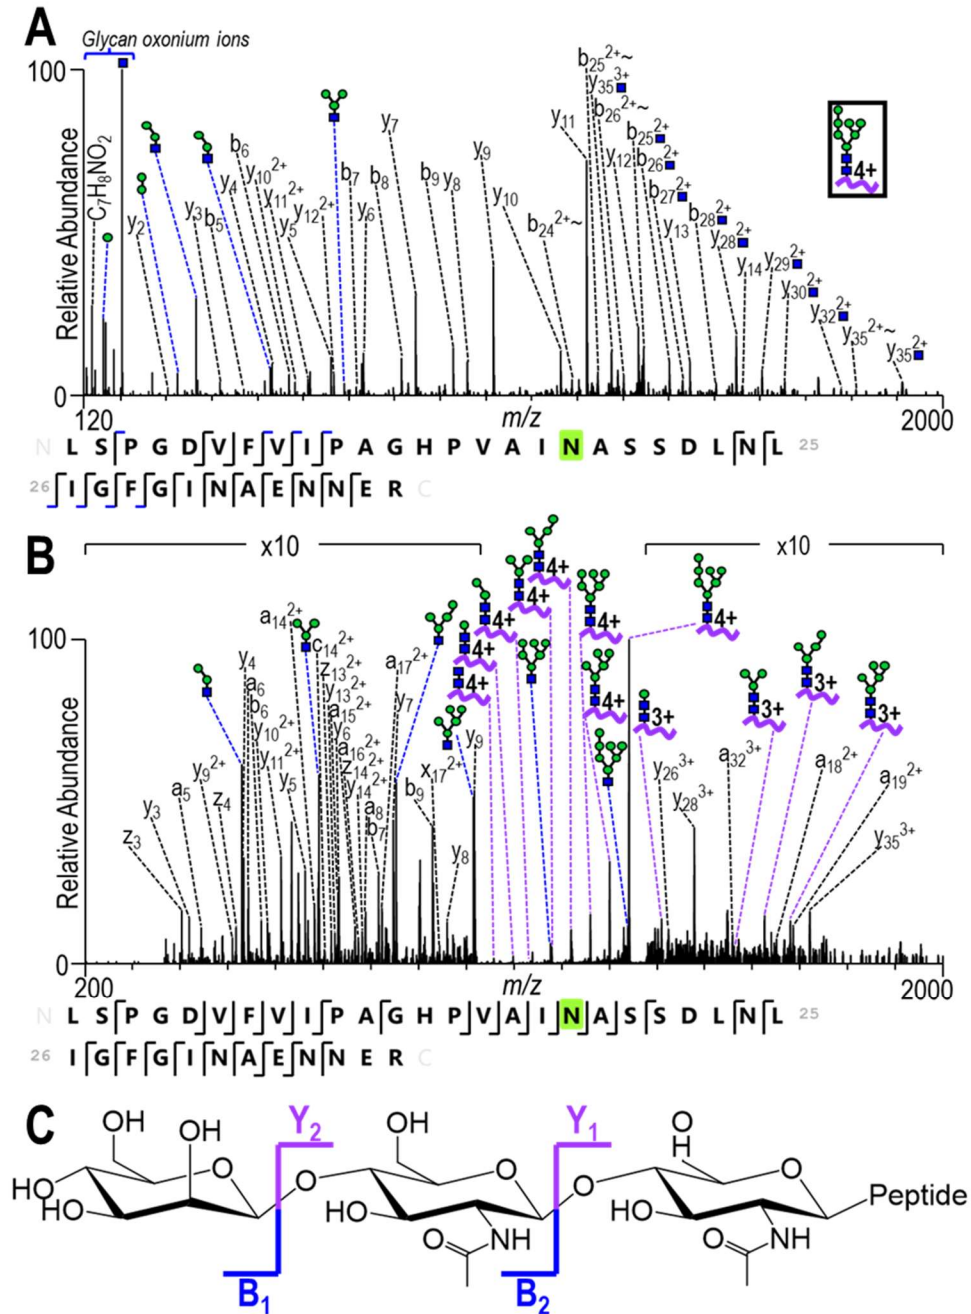 A
Glycan oxonium ions
100
Relative Abundance
C7H8NO2
y2
y3
b5
y4
b6
y10 2+
y11 2+
y5
y12 2+
b7
y6
b8
y7
b9
y8
y9
y10
b24 2+~
y11
b25 2+~
y35 3+
b26 2+~
y12
b25 2+
b26 2+
b27 2+
y13
b28 2+
y28 2+
y14
y29 2+
y30 2+
y32 2+
y35 2+~
y35 2+
4+
0
120
m/z
2000
N L S P G D V F V I P A G H P V A I N A S S D L N L 25
26 I G F G I N A E N N E R C
B
x10
x10
100
Relative Abundance
z3
y3
a5
y9 2+
z4
y4
a6
b6
y10 2+
y11 2+
y5
a14 2+
c14 2+
z13 2+
y13 2+
a15 2+
y6
a16 2+
z14 2+
y14 2+
a8
b7
a17 2+
y7
b9
x17 2+
y8
y9
4+
4+
4+
4+
4+
4+
4+
4+
3+
y26 3+
y28 3+
a32 3+
3+
3+
a18 2+
3+
a19 2+
y35 3+
0
200
m/z
2000
N L S P G D V F V I P A G H P V A I N A S S D L N L 25
26 I G F G I N A E N N E R C
C
OH
OH
O
HO
HO
Y2
B1
O
OH
O
HO
NH
O
Y1
B2
O
O
H
O
HO
NH
O
Peptide